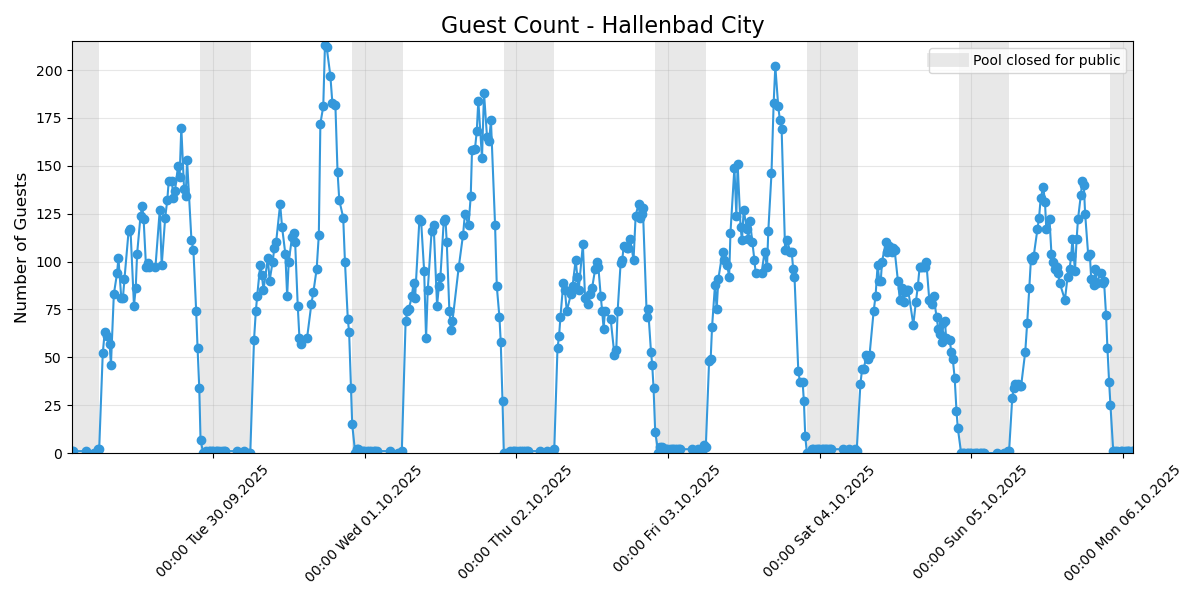 Guest Count - Hallenbad City
Pool closed for public
Number of Guests
200
175
150
125
100
75
50
25
0
00:00 Tue 30.09.2025
00:00 Wed 01.10.2025
00:00 Thu 02.10.2025
00:00 Fri 03.10.2025
00:00 Sat 04.10.2025
00:00 Sun 05.10.2025
00:00 Mon 06.10.2025